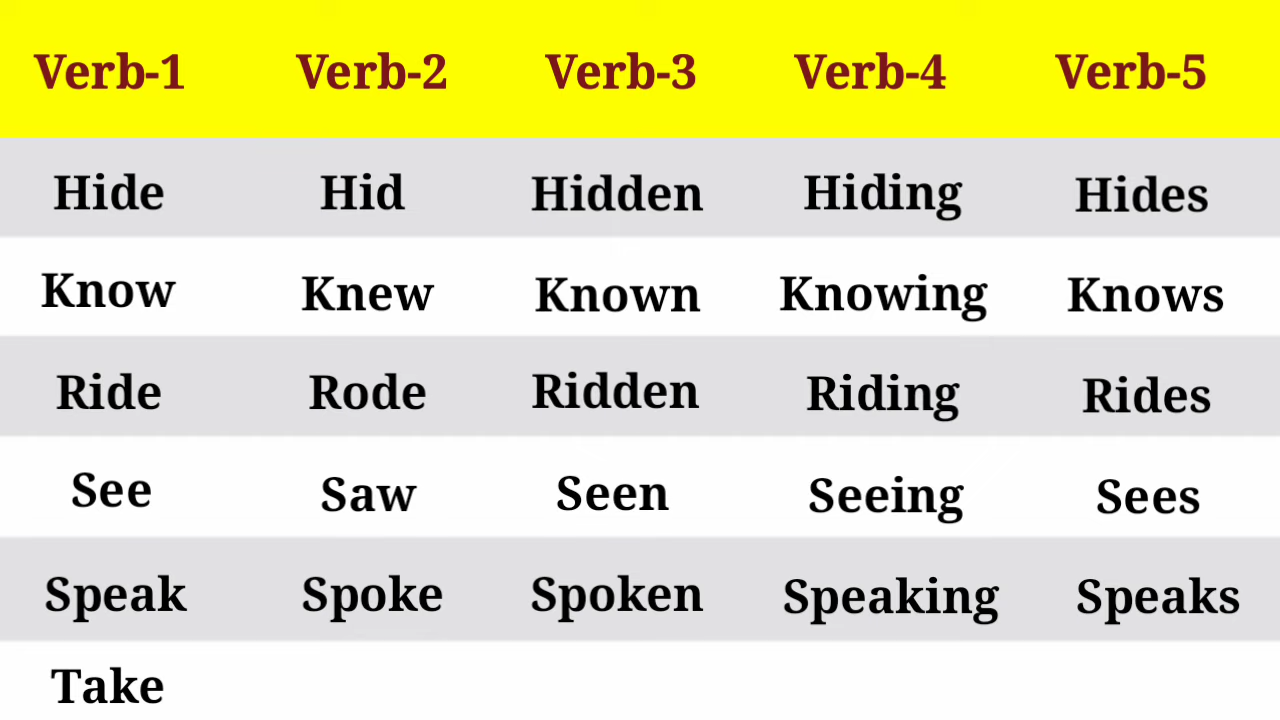 Verb-1 Verb-2 Verb-3 Verb-4 Verb-5
Hide Hid Hidden Hiding Hides
Know Knew Known Knowing Knows
Ride Rode Ridden Riding Rides
See Saw Seen Seeing Sees
Speak Spoke Spoken Speaking Speaks
Take